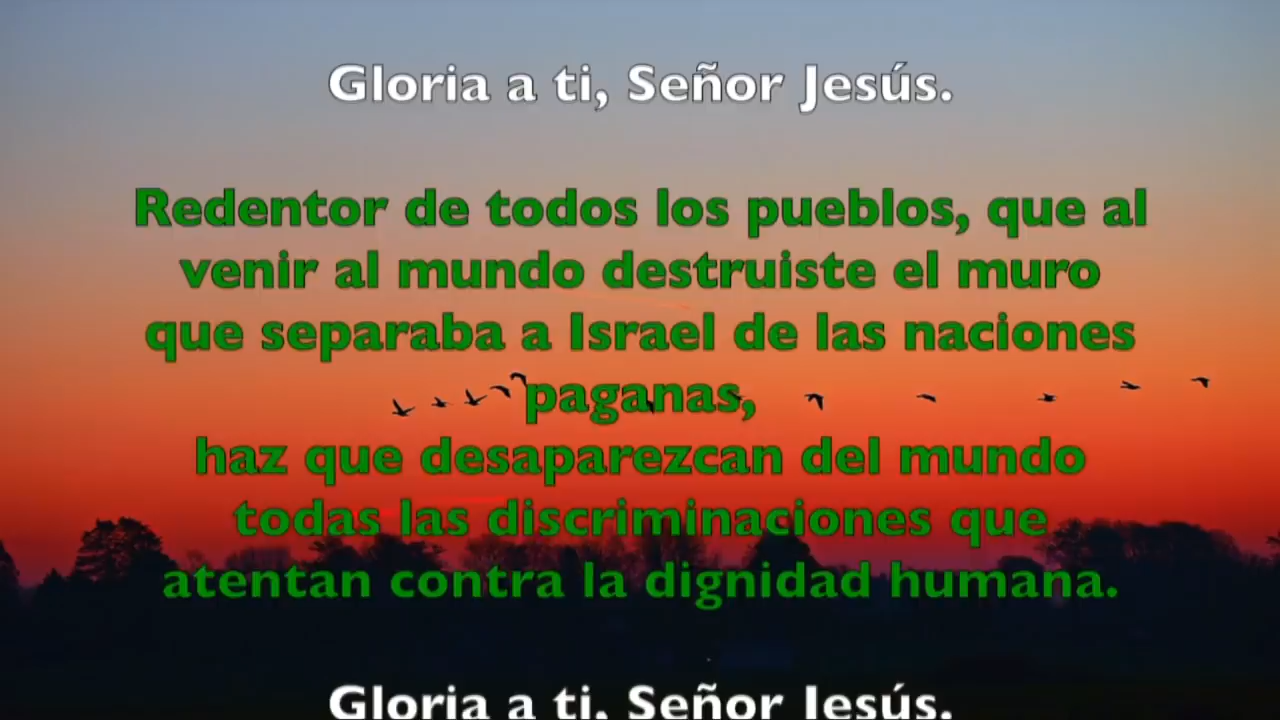 Gloria a ti, Señor Jesús.
Redentor de todos los pueblos, que al
venir al mundo destruiste el muro
que separaba a Israel de las naciones
paganas,
haz que desaparezcan del mundo
todas las discriminaciones que
atentan contra la dignidad humana.
Gloria a ti, Señor Jesús.